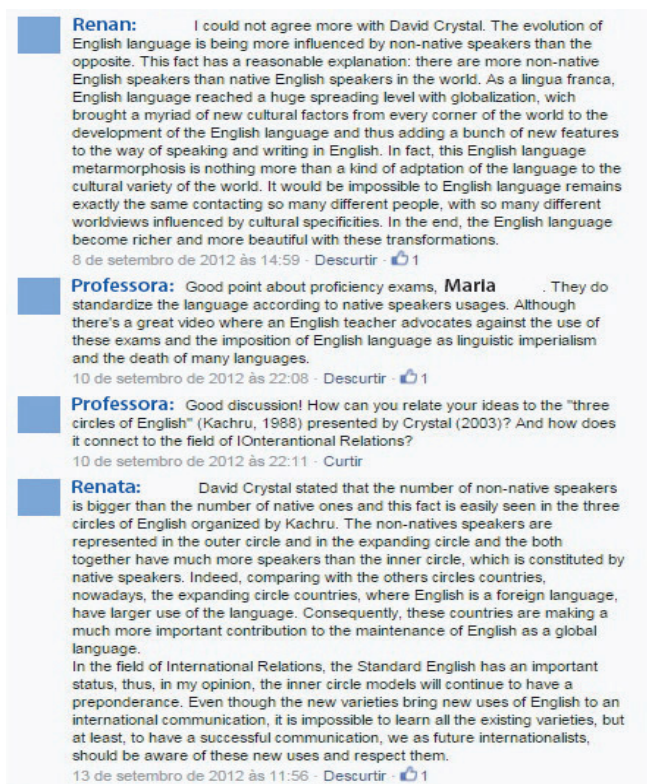 Renan: I could not agree more with David Crystal. The evolution of
English language is being more influenced by non-native speakers than the
opposite. This fact has a reasonable explanation: there are more non-native
English speakers than native English speakers in the world. As a lingua franca,
English language reached a huge spreading level with globalization, wich
brought a myriad of new cultural factors from every corner of the world to the
development of the English language and thus adding a bunch of new features
to the way of speaking and writing in English. In fact, this English language
metarmorphosis is nothing more than a kind of adptation of the language to the
cultural variety of the world. It would be impossible to English language remains
exactly the same contacting so many different people, with so many different
worldviews influenced by cultural specificities. In the end, the English language
become richer and more beautiful with these transformations.
8 de setembro de 2012 às 14:59 · Descurtir · 1
Professora: Good point about proficiency exams, Maria . They do
standardize the language according to native speakers usages. Although
there's a great video where an English teacher advocates against the use of
these exams and the imposition of English language as linguistic imperialism
and the death of many languages.
10 de setembro de 2012 às 22:08 · Descurtir · 1
Professora: Good discussion! How can you relate your ideas to the "three
circles of English" (Kachru, 1988) presented by Crystal (2003)? And how does
it connect to the field of IOnterantional Relations?
10 de setembro de 2012 às 22:11 · Curtir
Renata: David Crystal stated that the number of non-native speakers
is bigger than the number of native ones and this fact is easily seen in the three
circles of English organized by Kachru. The non-natives speakers are
represented in the outer circle and in the expanding circle and the both
together have much more speakers than the inner circle, which is constituted by
native speakers. Indeed, comparing with the others circles countries,
nowadays, the expanding circle countries, where English is a foreign language,
have larger use of the language. Consequently, these countries are making a
much more important contribution to the maintenance of English as a global
language.
In the field of International Relations, the Standard English has an important
status, thus, in my opinion, the inner circle models will continue to have a
preponderance. Even though the new varieties bring new uses of English to an
international communication, it is impossible to learn all the existing varieties, but
at least, to have a successful communication, we as future internationalists,
should be aware of these new uses and respect them.
13 de setembro de 2012 às 11:56 · Descurtir · 1